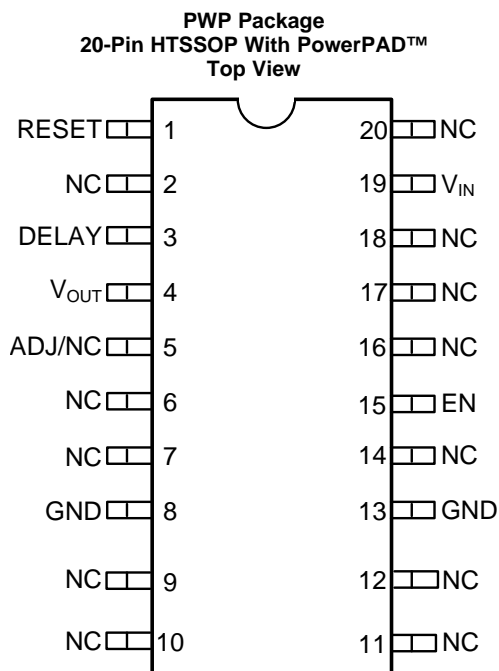 PWP Package
20-Pin HTSSOP With PowerPAD™
Top View
RESET 1 20 NC
NC 2 19 VIN
DELAY 3 18 NC
VOUT 4 17 NC
ADJ/NC 5 16 NC
NC 6 15 EN
NC 7 14 NC
GND 8 13 GND
NC 9 12 NC
NC 10 11 NC